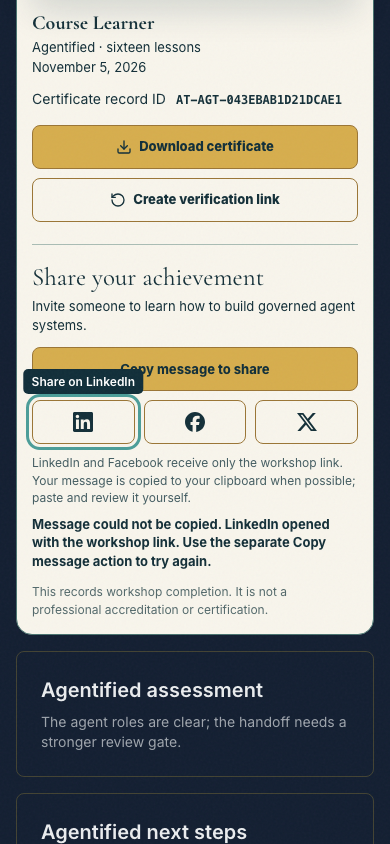 Course Learner
Agentified · sixteen lessons
November 5, 2026
Certificate record ID AT-AGT-043EBAB1D21DCAE1
Download certificate
Create verification link
Share your achievement
Invite someone to learn how to build governed agent
systems.
Copy message to share
Share on LinkedIn
LinkedIn and Facebook receive only the workshop link.
Your message is copied to your clipboard when possible;
paste and review it yourself.
Message could not be copied. LinkedIn opened
with the workshop link. Use the separate Copy
message action to try again.
This records workshop completion. It is not a
professional accreditation or certification.
Agentified assessment
The agent roles are clear; the handoff needs a
stronger review gate.
Agentified next steps